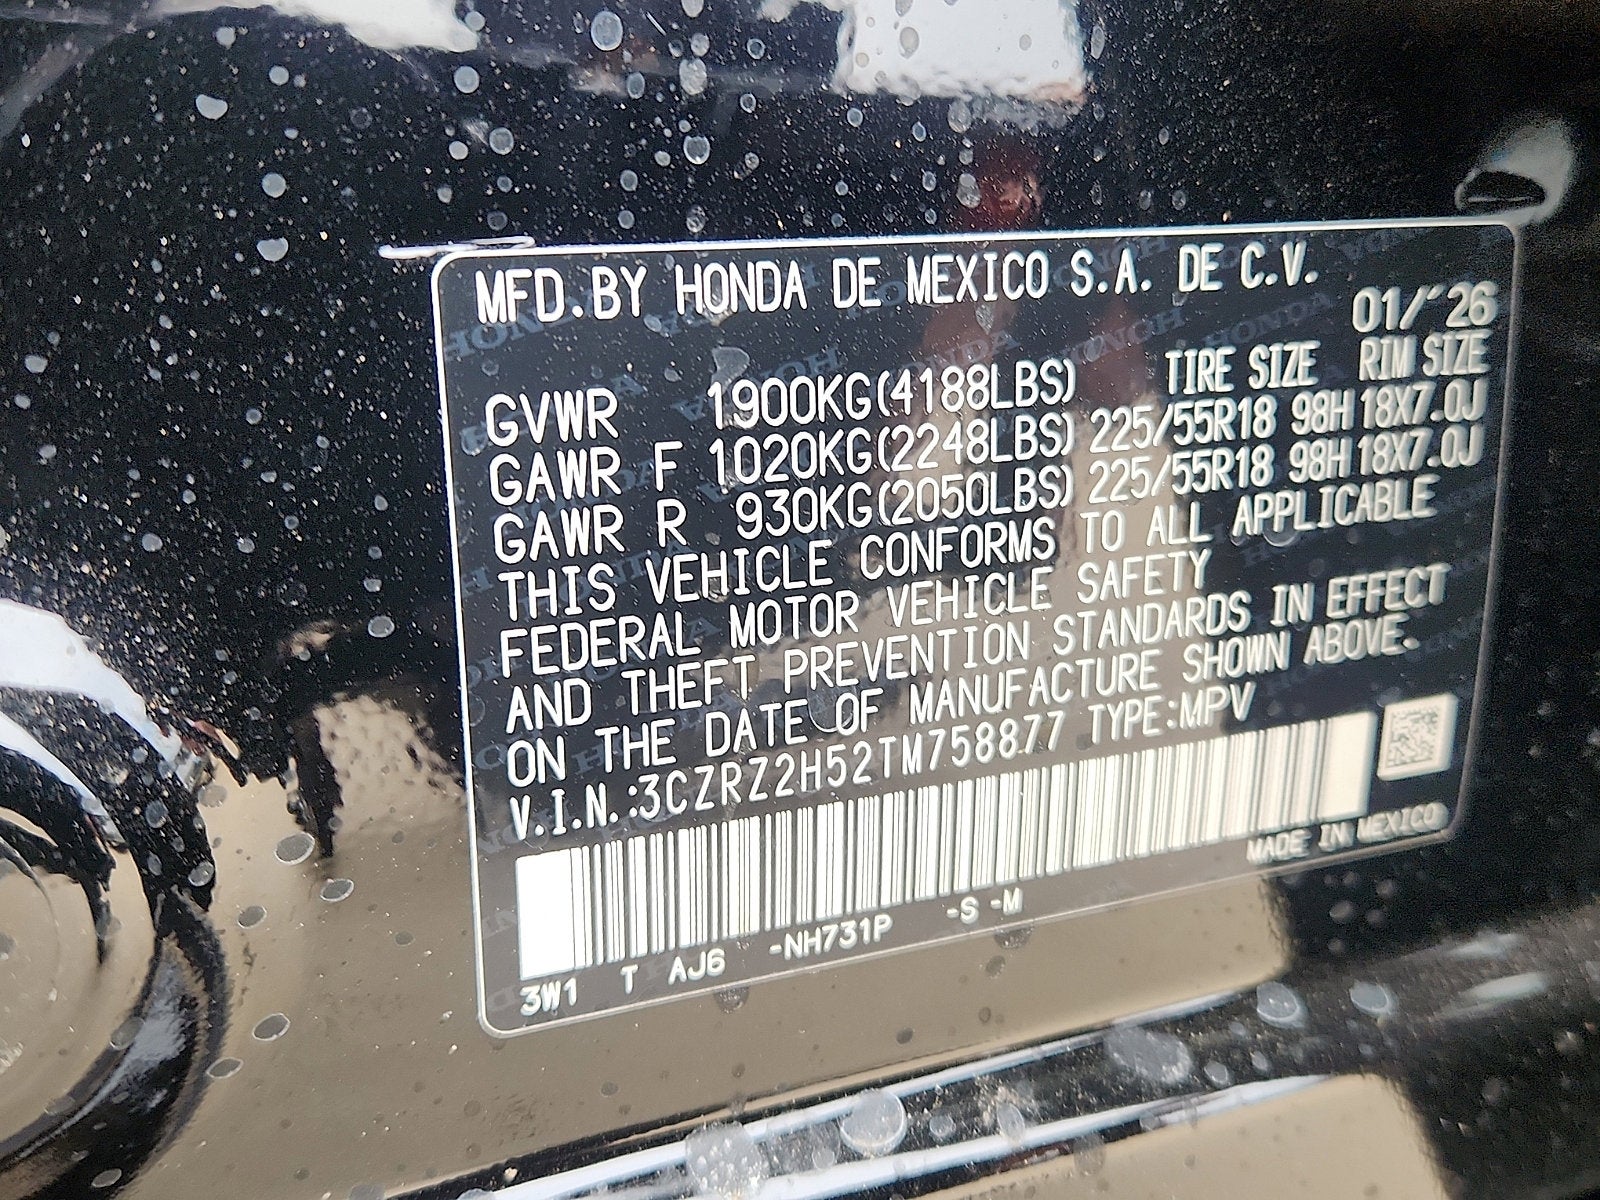 MFD. BY HONDA DE MEXICO S.A. DE C.V.
01/'26
TIRE SIZE RIM SIZE
GVWR 1900KG(4188LBS)
GAWR F 1020KG(2248LBS) 225/55R18 98H 18X7.0J
GAWR R 930KG(2050LBS) 225/55R18 98H 18X7.0J
THIS VEHICLE CONFORMS TO ALL APPLICABLE
FEDERAL MOTOR VEHICLE SAFETY
AND THEFT PREVENTION STANDARDS IN EFFECT
ON THE DATE OF MANUFACTURE SHOWN ABOVE.
V.I.N.:3CZRZ2H52TM758877 TYPE:MPV
MADE IN MEXICO
3W1 T AJ6 -NH731P -S -M